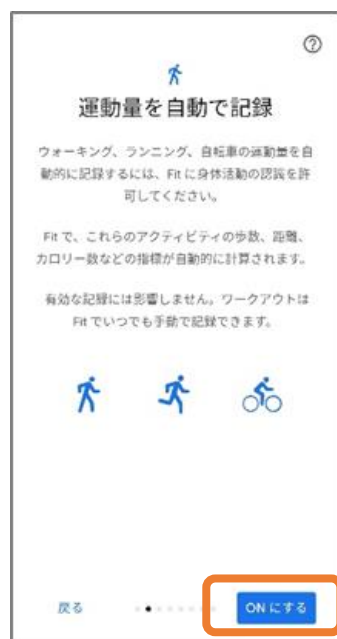 運動量を自動で記録
ウォーキング、ランニング、自転車の運動量を自
動的に記録するには、Fit に身体活動の認識を許
可してください。
Fit で、これらのアクティビティの歩数、距離、
カロリー数などの指標が自動的に計算されます。
有効な記録には影響しません。ワークアウトは
Fit でいつでも手動で記録できます。
戻る
ON にする